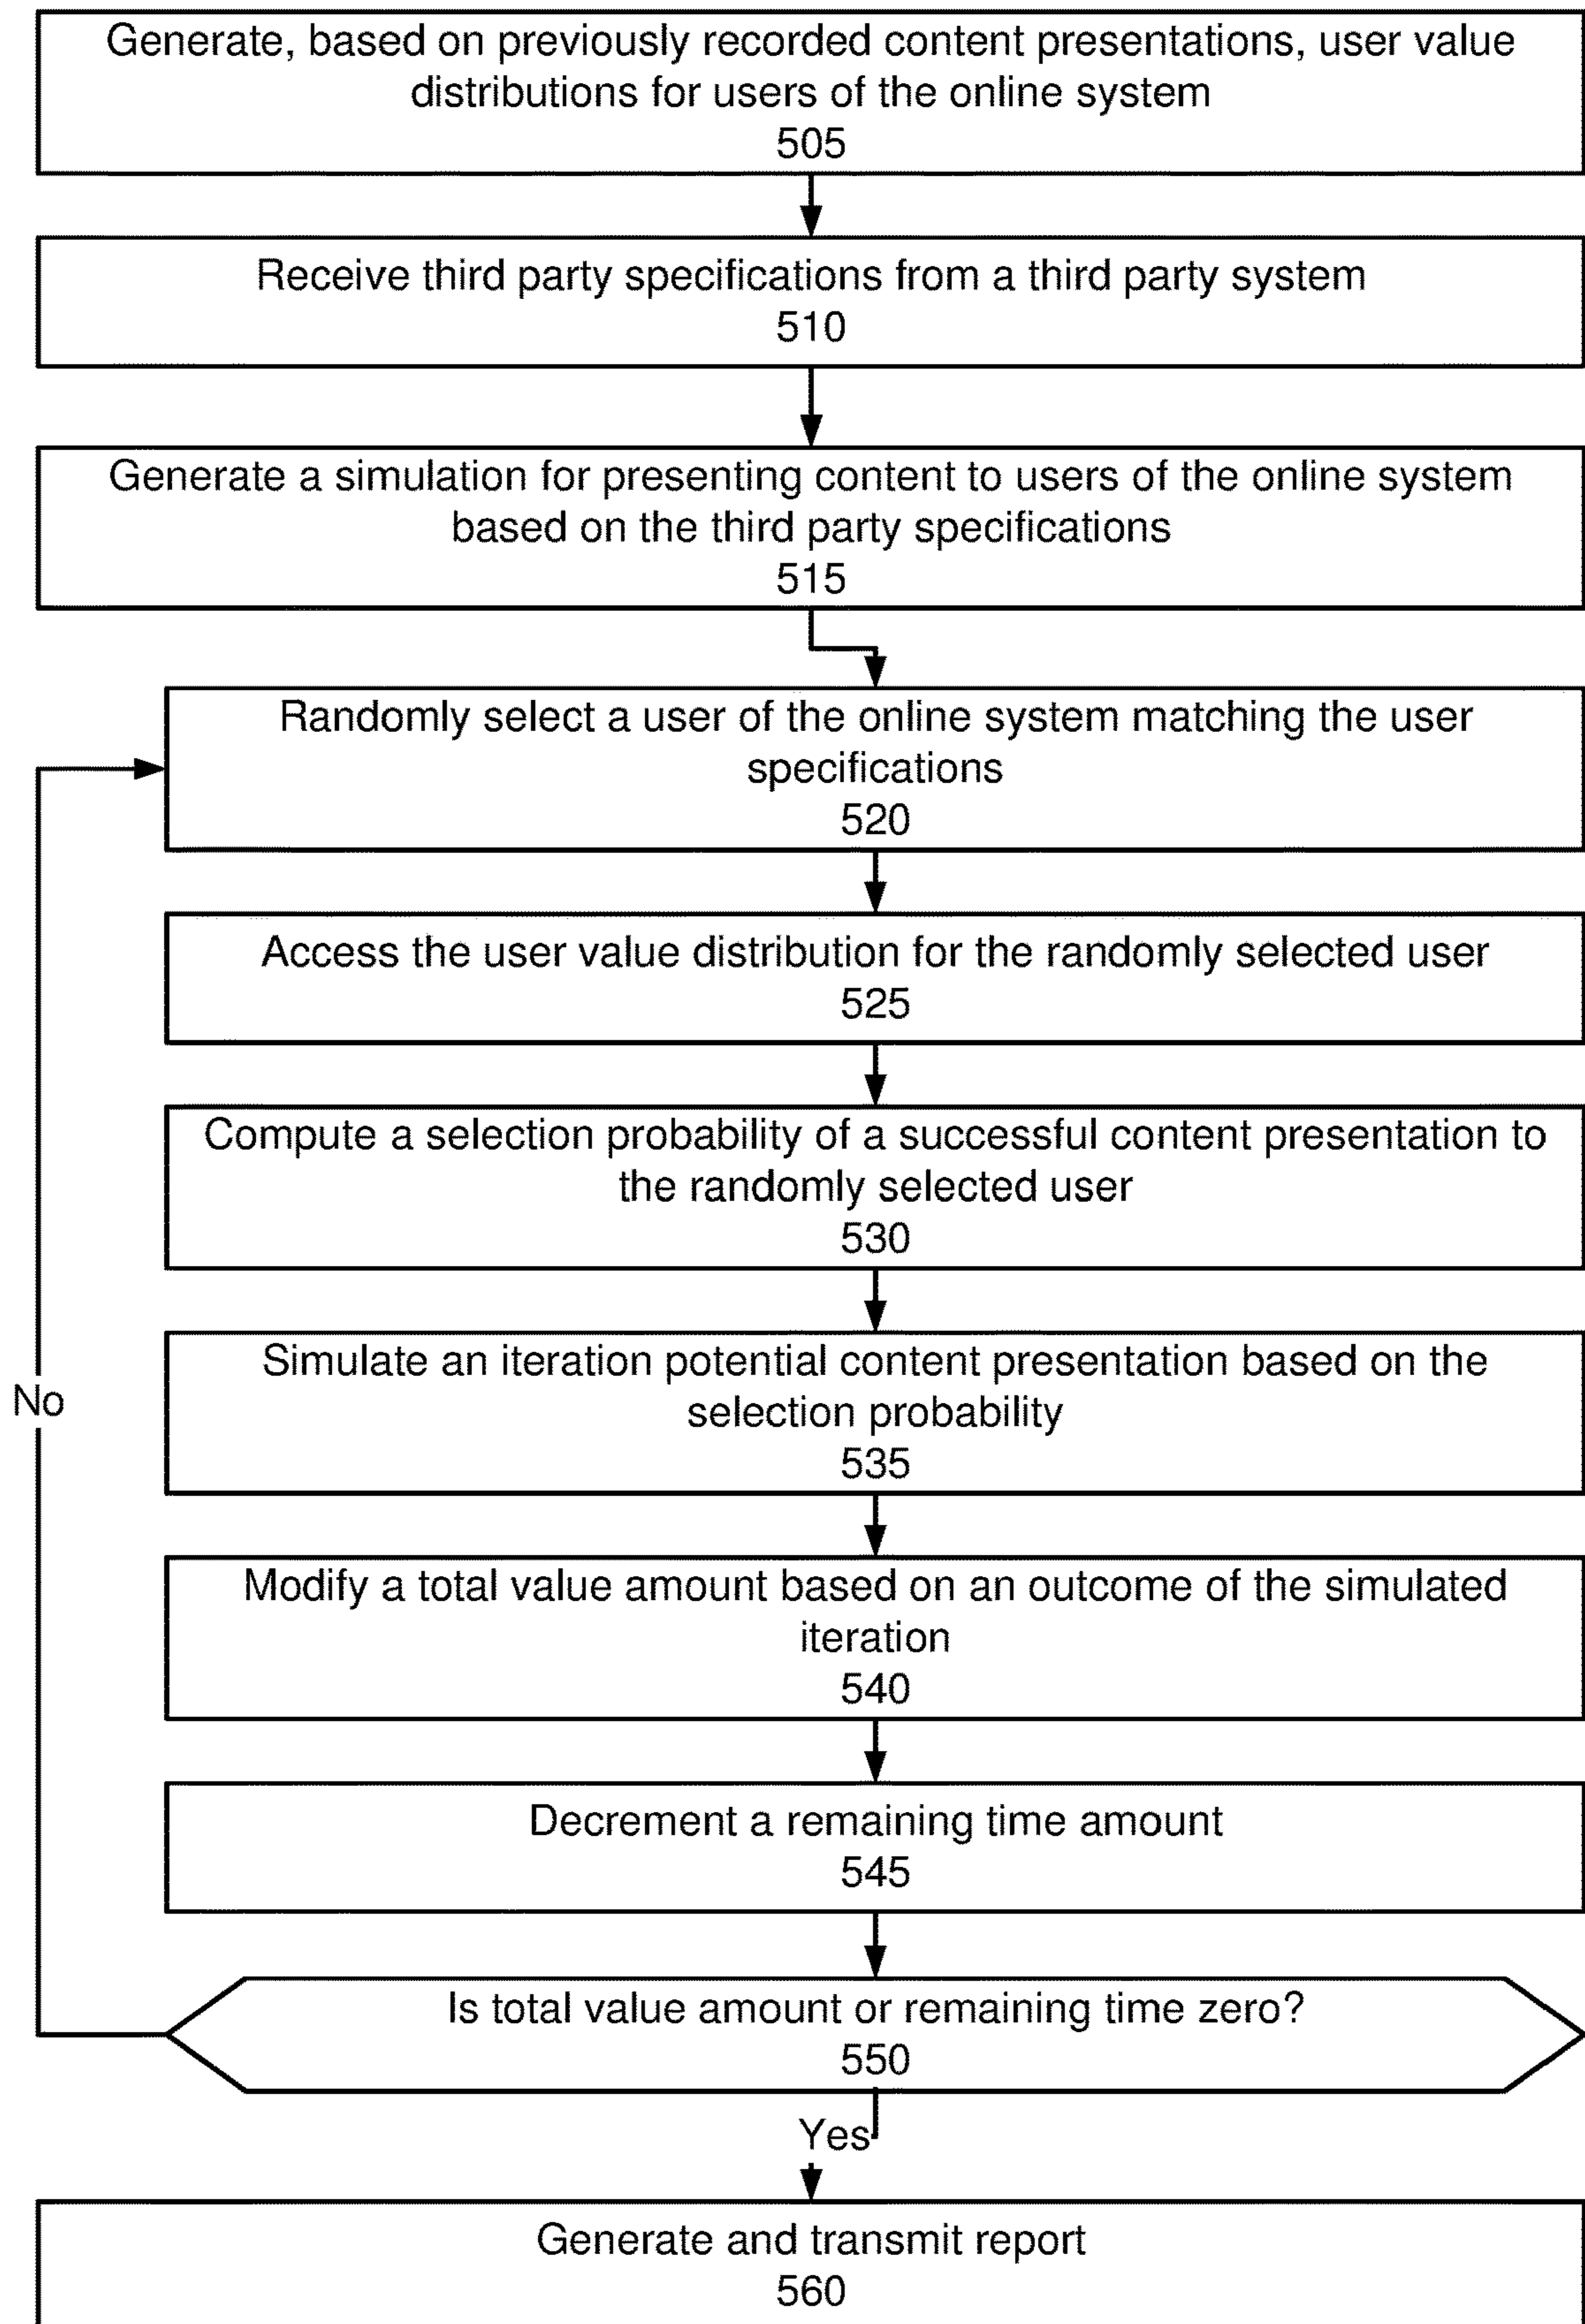 Generate, based on previously recorded content presentations, user value
distributions for users of the online system
505
Receive third party specifications from a third party system
510
Generate a simulation for presenting content to users of the online system
based on the third party specifications
515
Randomly select a user of the online system matching the user
specifications
520
Access the user value distribution for the randomly selected user
525
Compute a selection probability of a successful content presentation to
the randomly selected user
530
Simulate an iteration potential content presentation based on the
selection probability
535
No
Modify a total value amount based on an outcome of the simulated
iteration
540
Decrement a remaining time amount
545
Is total value amount or remaining time zero?
550
Yes
Generate and transmit report
560